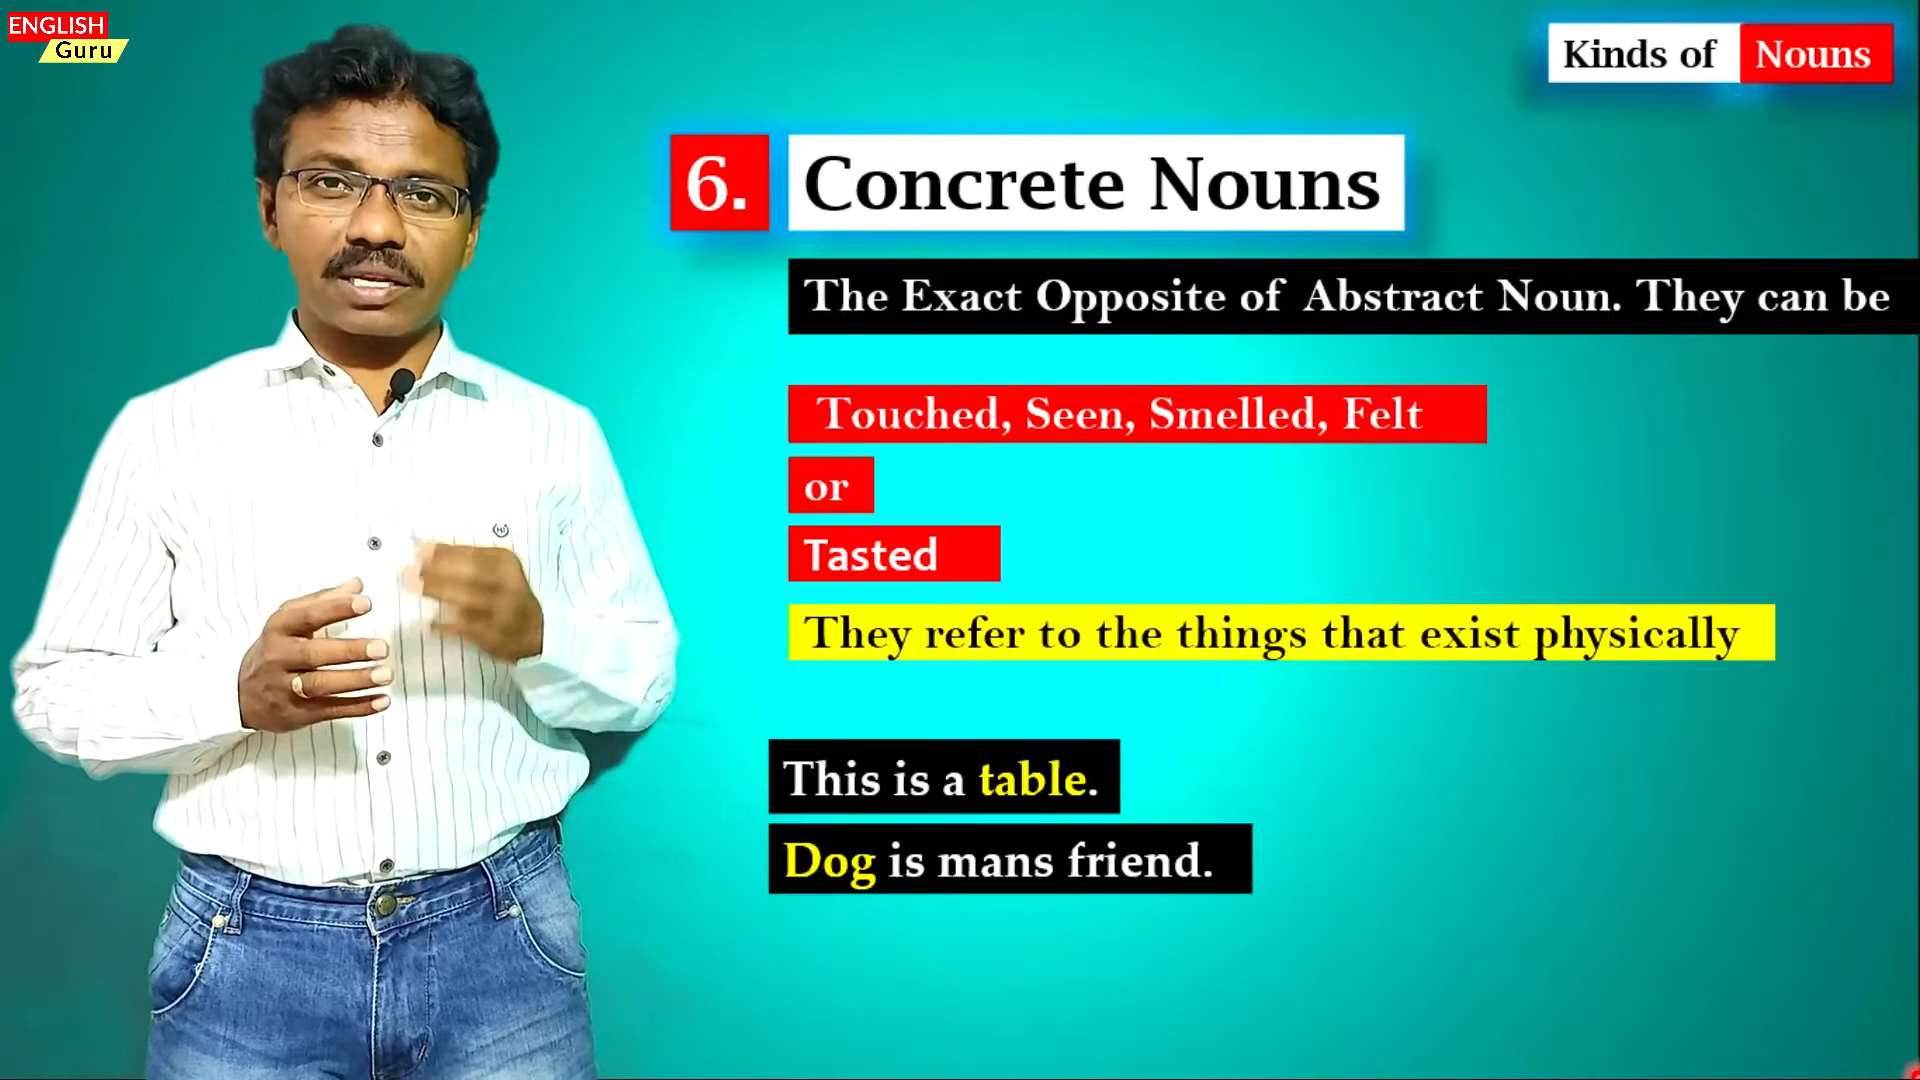 ENGLISH
Guru
Kinds of Nouns
6. Concrete Nouns
The Exact Opposite of Abstract Noun. They can be
Touched, Seen, Smelled, Felt
or
Tasted
They refer to the things that exist physically
This is a table.
Dog is mans friend.